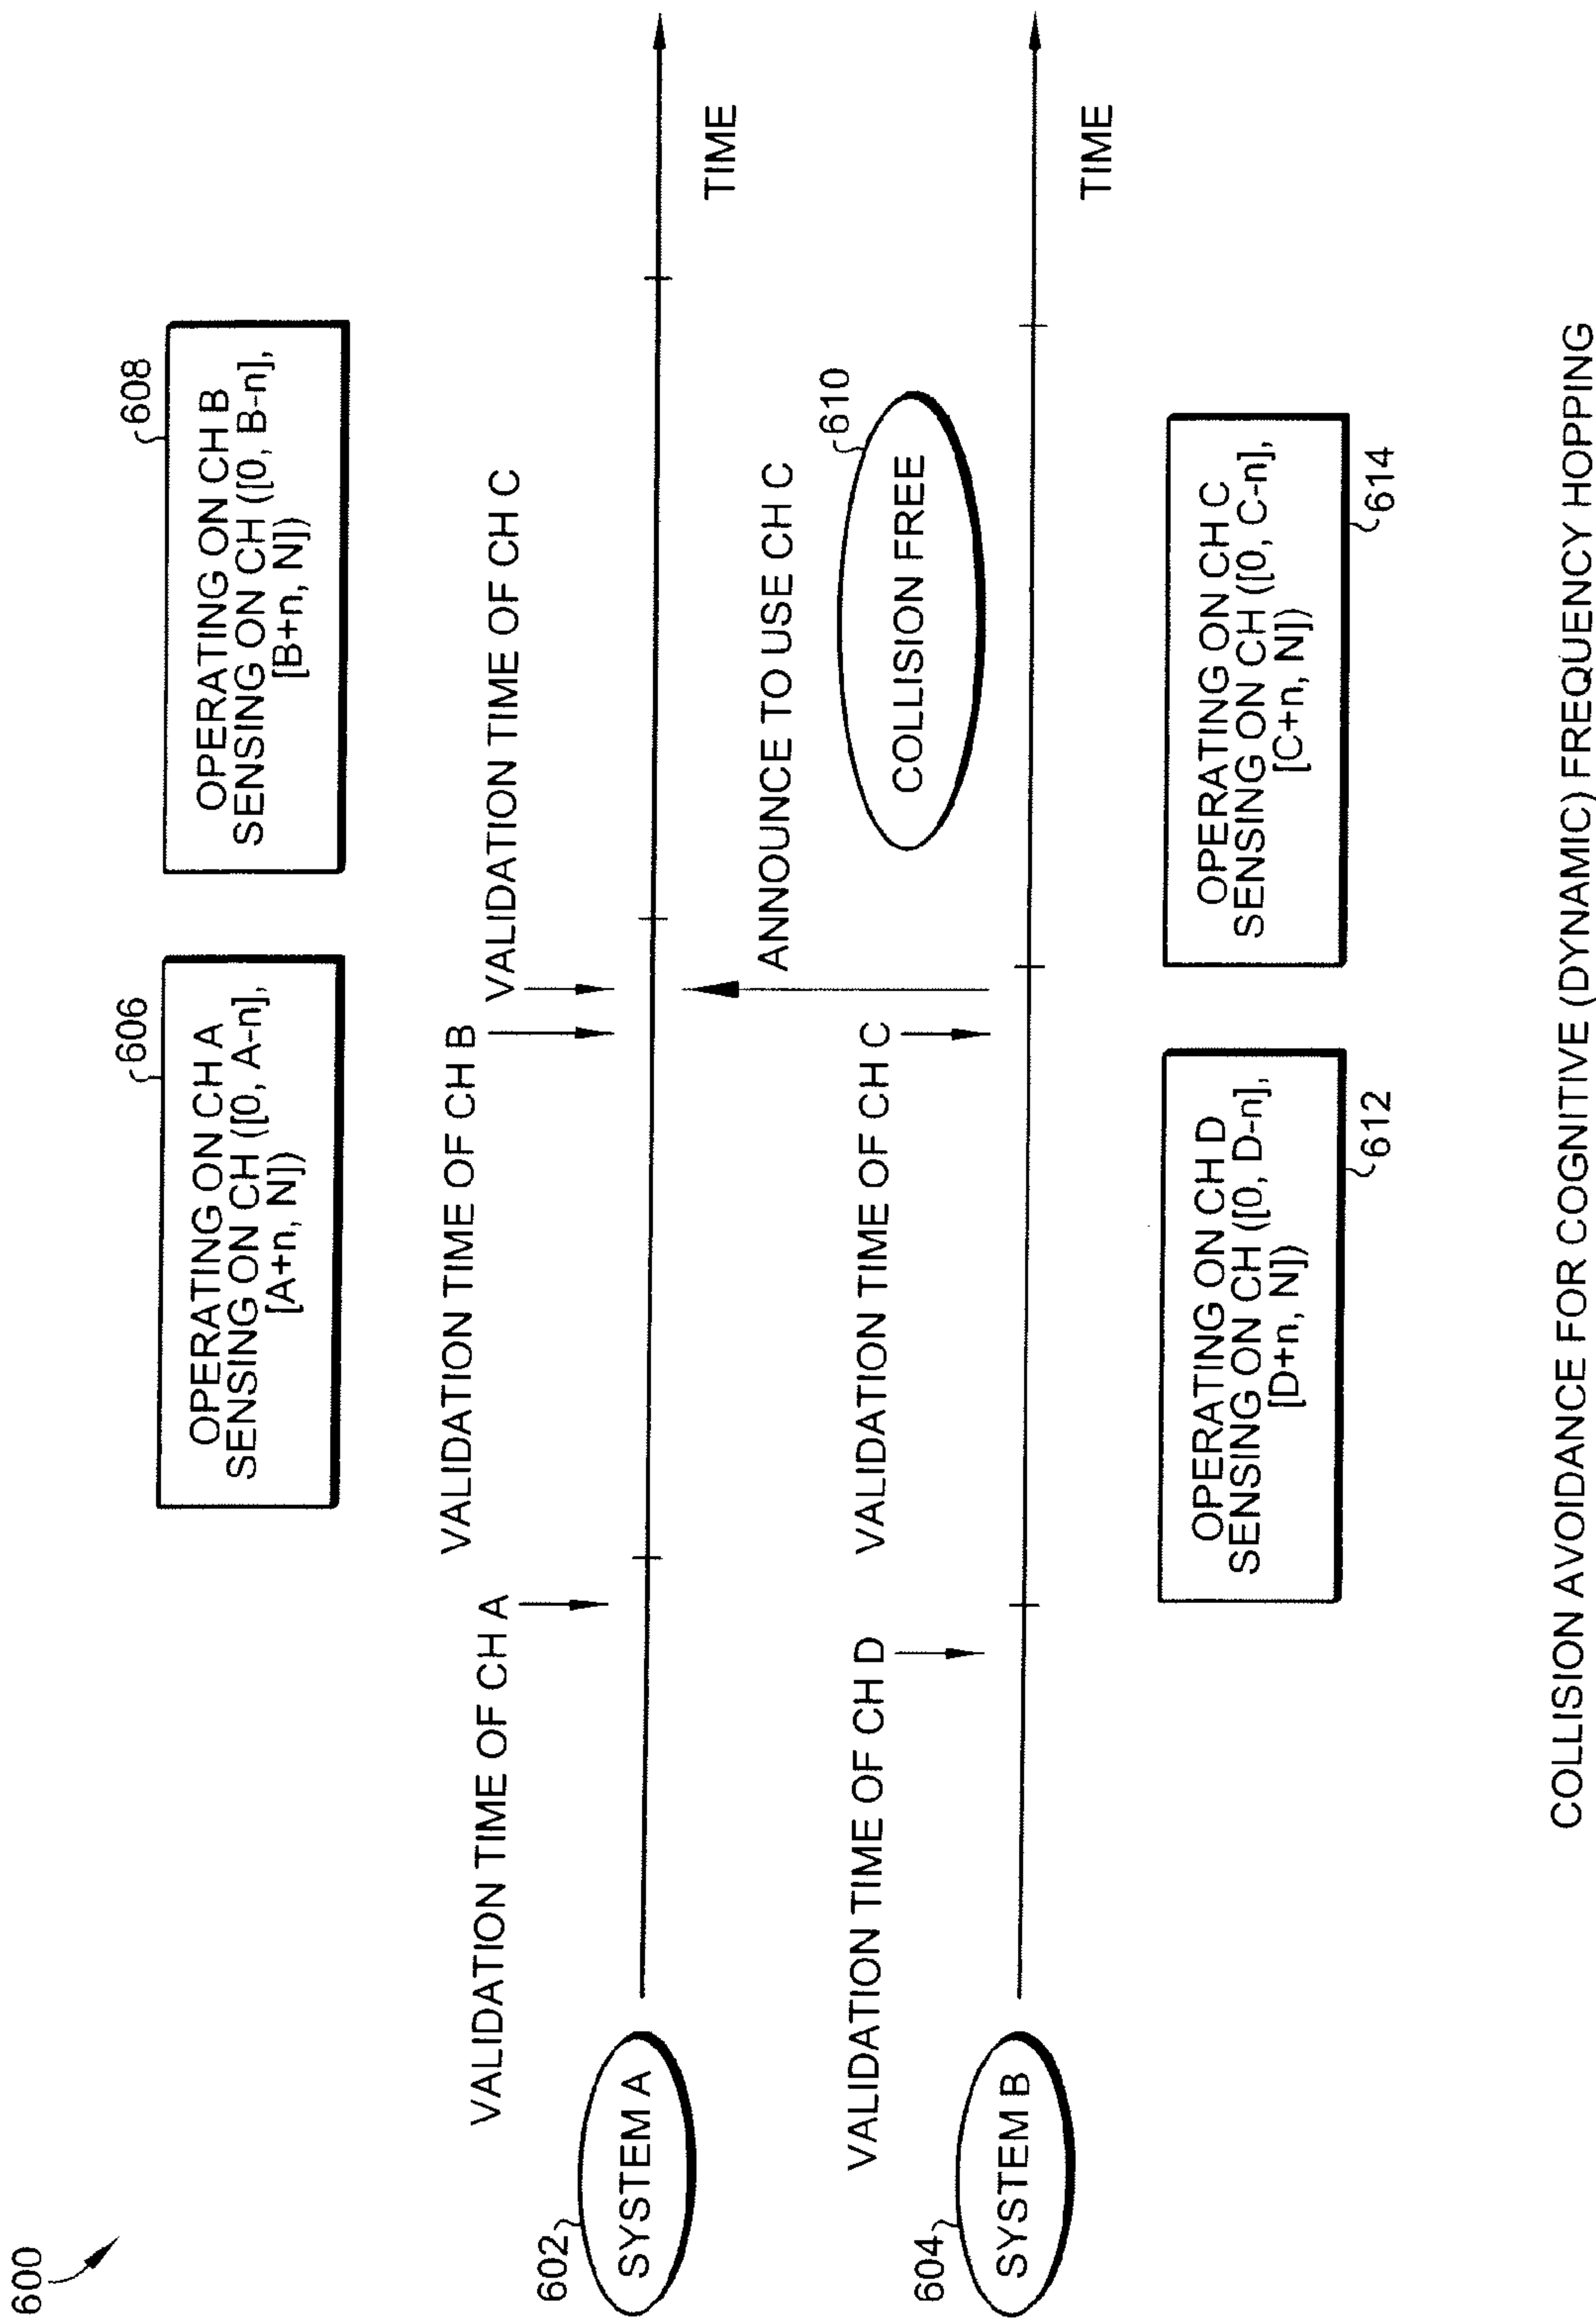 600
606
OPERATING ON CH A
SENSING ON CH ([0, A-n],
[A+n, N])
608
OPERATING ON CH B
SENSING ON CH ([0, B-n],
[B+n, N])
VALIDATION TIME OF CH A
VALIDATION TIME OF CH B
VALIDATION TIME OF CH C
602
SYSTEM A
TIME
ANNOUNCE TO USE CH C
610
COLLISION FREE
VALIDATION TIME OF CH D
VALIDATION TIME OF CH C
604
SYSTEM B
TIME
OPERATING ON CH D
SENSING ON CH ([0, D-n],
[D+n, N])
612
OPERATING ON CH C
SENSING ON CH ([0, C-n],
[C+n, N])
614
COLLISION AVOIDANCE FOR COGNITIVE (DYNAMIC) FREQUENCY HOPPING